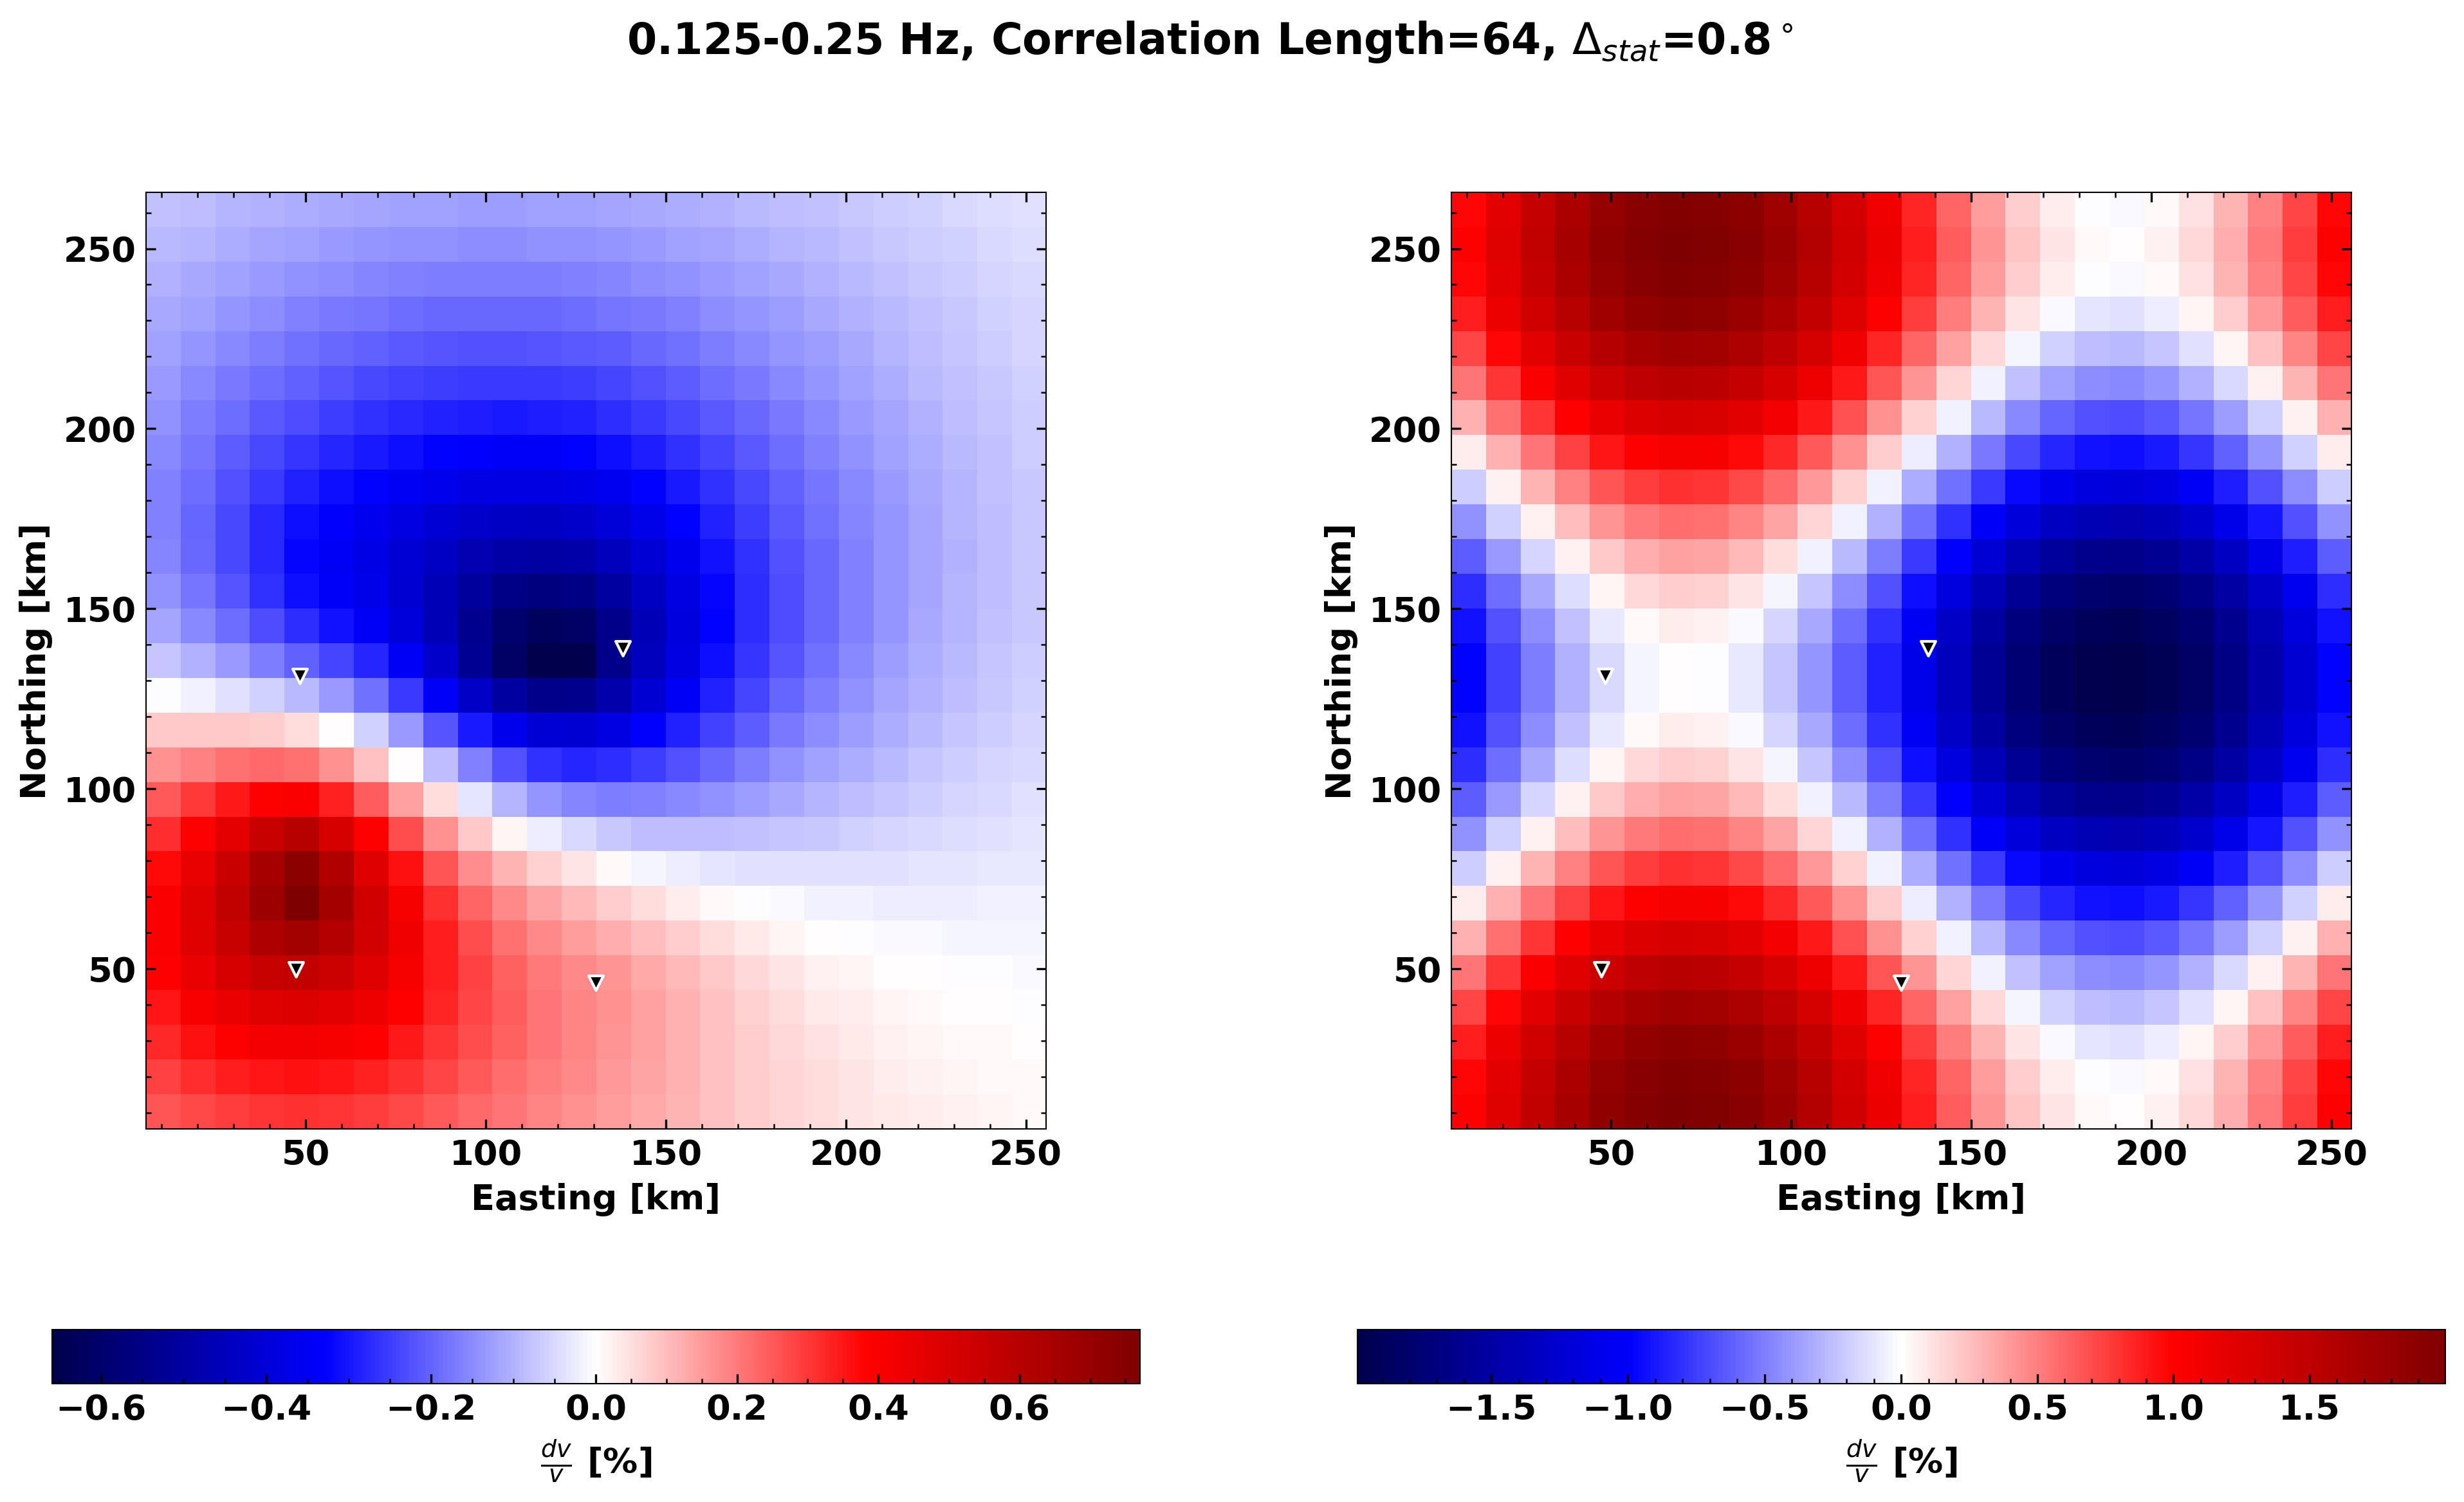 0.125-0.25 Hz, Correlation Length=64, Δstat=0.8°
250
200
150
100
50
Northing [km]
50 100 150 200 250
Easting [km]
−0.6 −0.4 −0.2 0.0 0.2 0.4 0.6
dv/v [%]
250
200
150
100
50
Northing [km]
50 100 150 200 250
Easting [km]
−1.5 −1.0 −0.5 0.0 0.5 1.0 1.5
dv/v [%]